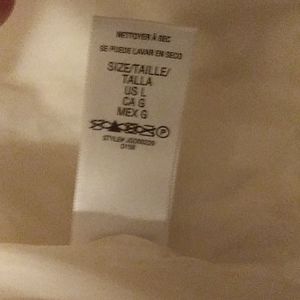 NETTOYER À SEC
SE PUEDE LAVAR EN SECO
SIZE/TAILLE/
TALLA
US L
CA G
MEX G
P